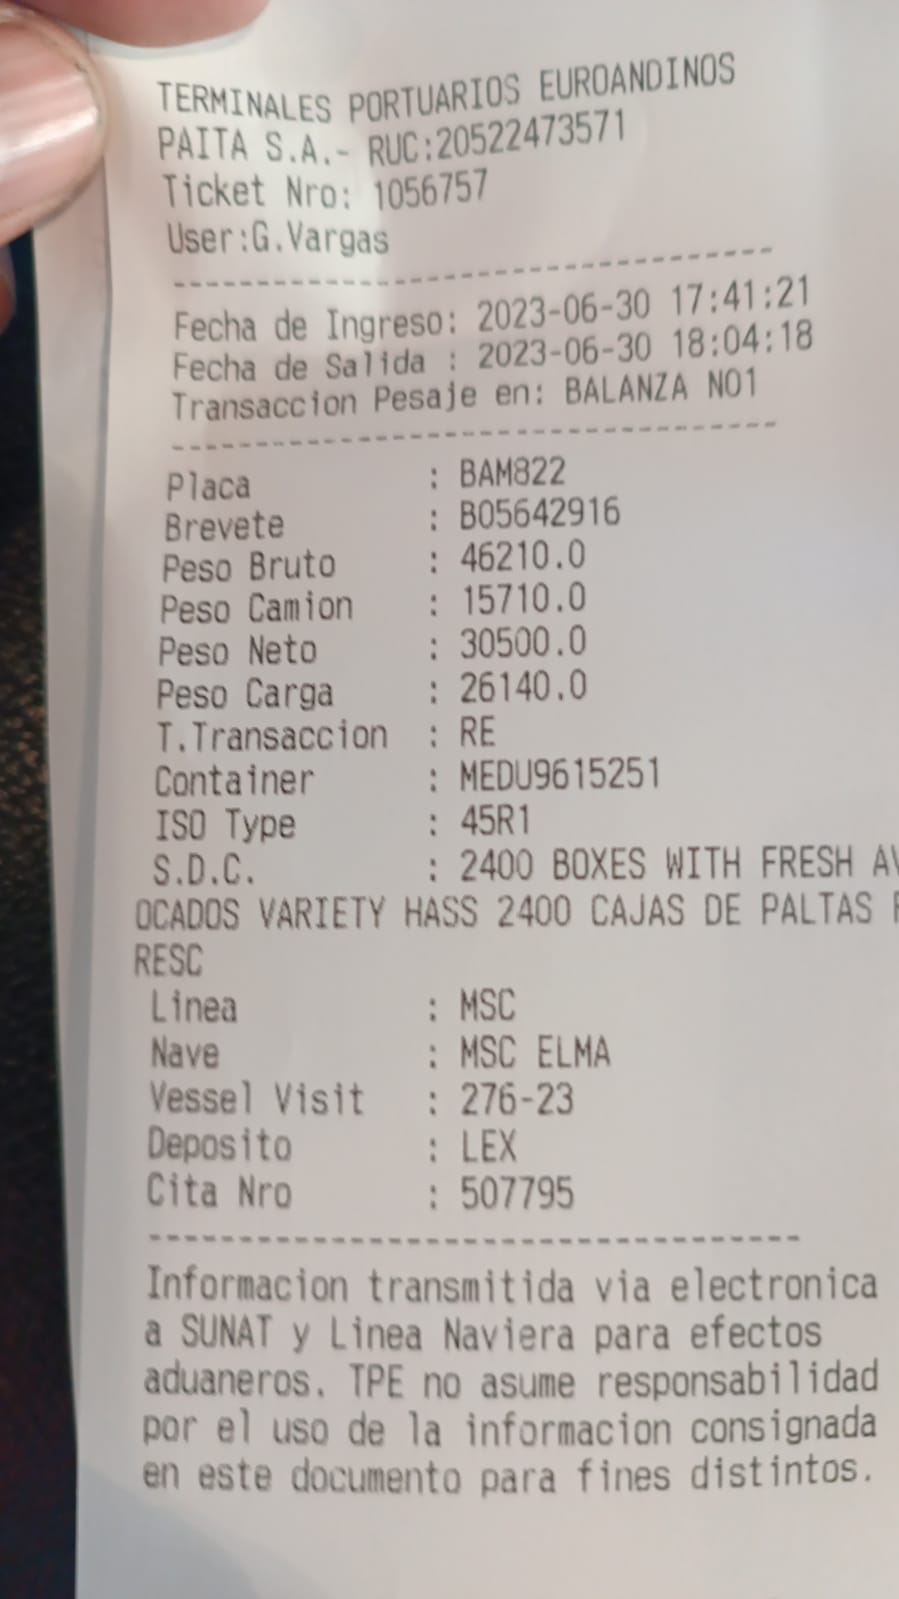 TERMINALES PORTUARIOS EUROANDINOS
PAITA S.A.- RUC:20522473571
Ticket Nro: 1056757
User:G.Vargas
----------------------------------
Fecha de Ingreso: 2023-06-30 17:41:21
Fecha de Salida : 2023-06-30 18:04:18
Transaccion Pesaje en: BALANZA NO1
----------------------------------
Placa : BAM822
Brevete : B05642916
Peso Bruto : 46210.0
Peso Camion : 15710.0
Peso Neto : 30500.0
Peso Carga : 26140.0
T.Transaccion : RE
Container : MEDU9615251
ISO Type : 45R1
S.D.C. : 2400 BOXES WITH FRESH AV
OCADOS VARIETY HASS 2400 CAJAS DE PALTAS F
RESC
Linea : MSC
Nave : MSC ELMA
Vessel Visit : 276-23
Deposito : LEX
Cita Nro : 507795
----------------------------------
Informacion transmitida via electronica
a SUNAT y Linea Naviera para efectos
aduaneros. TPE no asume responsabilidad
por el uso de la informacion consignada
en este documento para fines distintos.